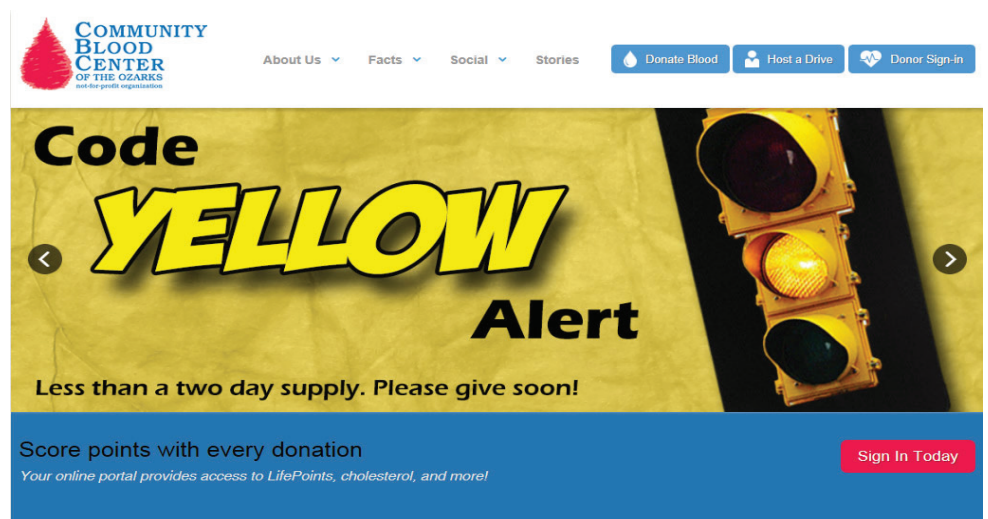 COMMUNITY
BLOOD
CENTER
OF THE OZARKS
not-for-profit organization
About Us
Facts
Social
Stories
Donate Blood
Host a Drive
Donor Sign-in
Code
YELLOW
Alert
Less than a two day supply. Please give soon!
Score points with every donation
Your online portal provides access to LifePoints, cholesterol, and more!
Sign In Today